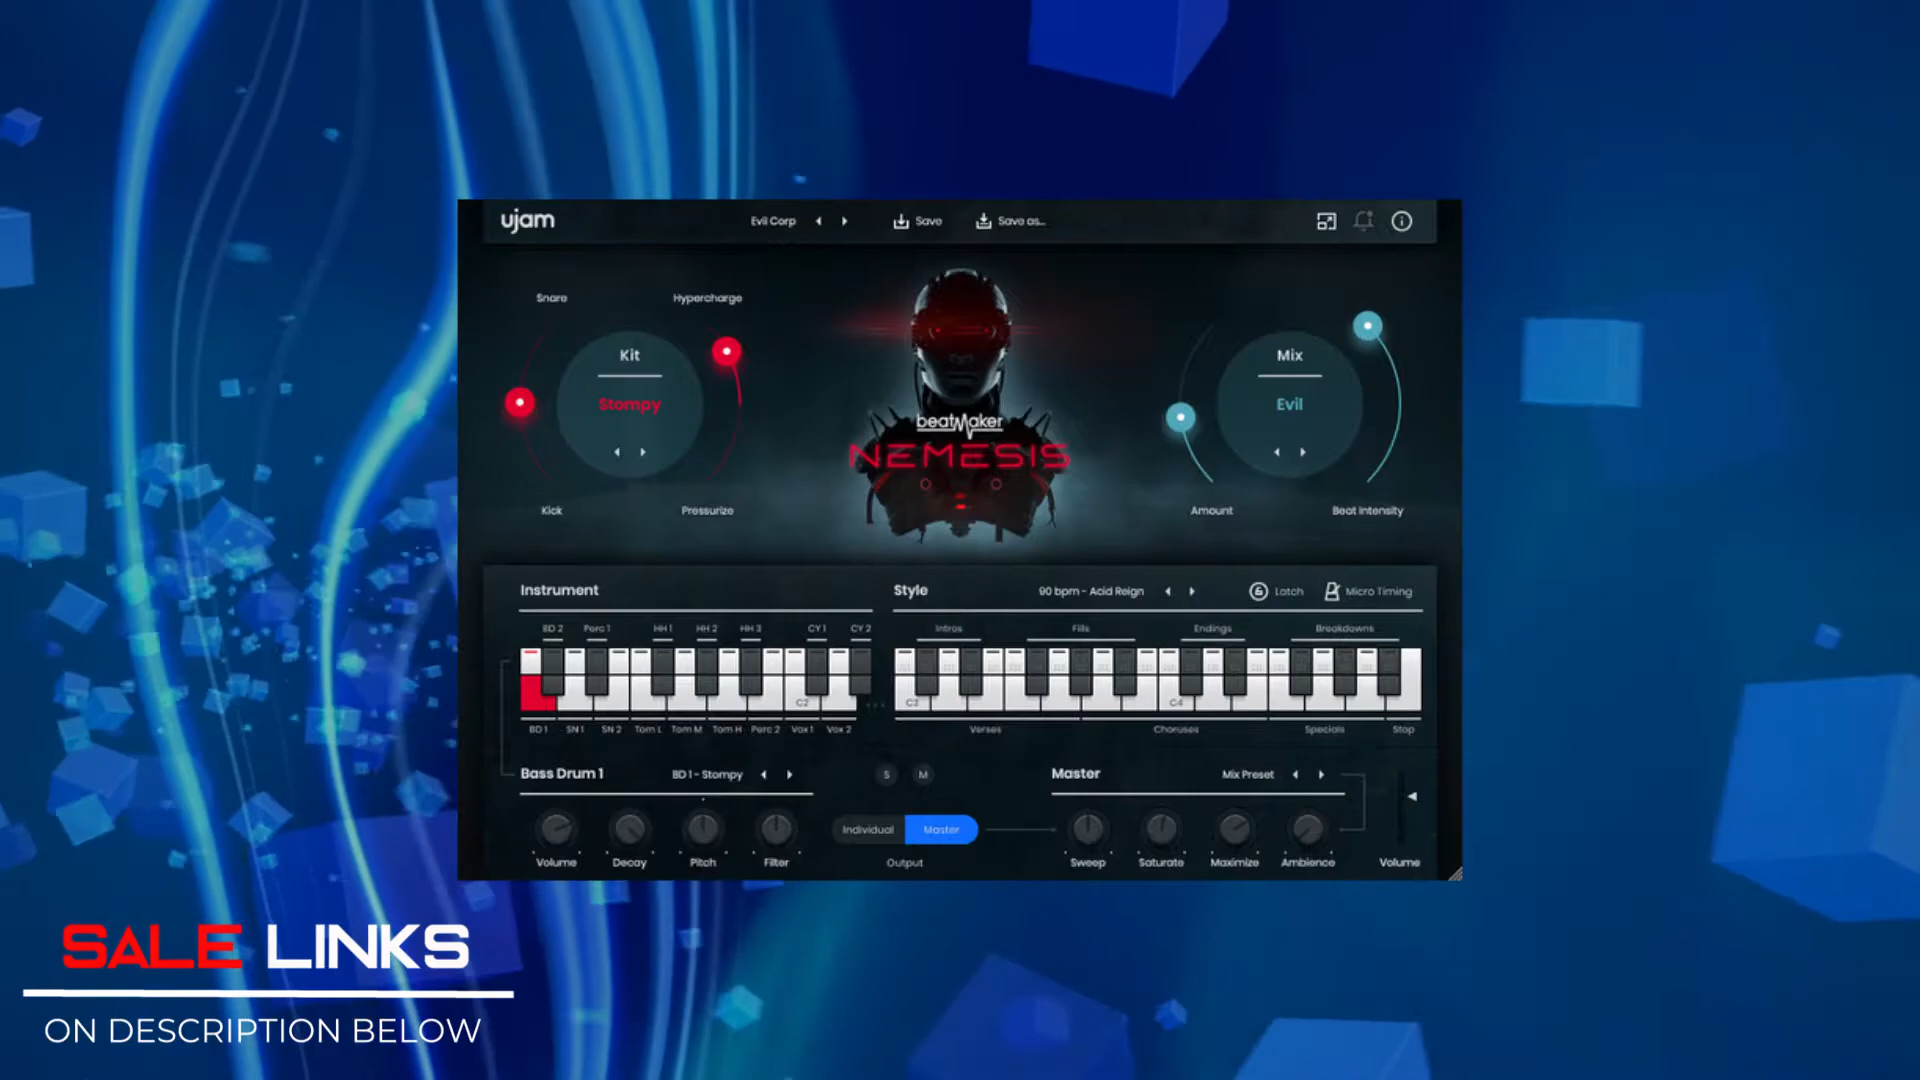 ujam
Evil Corp
Save
Save as...
Snare
Hypercharge
Kit
Stompy
Kick
Pressurize
beatMaker
NEMESIS
Mix
Evil
Amount
Beat Intensity
Instrument
BD 2
Perc 1
HH 1
HH 2
HH 3
CY 1
CY 2
C2
BD 1
SN 1
SN 2
Tom L
Tom M
Tom H
Perc 2
Vox 1
Vox 2
Style
90 bpm - Acid Reign
Latch
Micro Timing
Intros
Fills
Endings
Breakdowns
C3
C4
Verses
Choruses
Specials
Stop
Bass Drum 1
BD 1 - Stompy
S
M
Master
Mix Preset
Individual
Master
Output
Volume
Decay
Pitch
Filter
Sweep
Saturate
Maximize
Ambience
Volume
SALE LINKS
ON DESCRIPTION BELOW